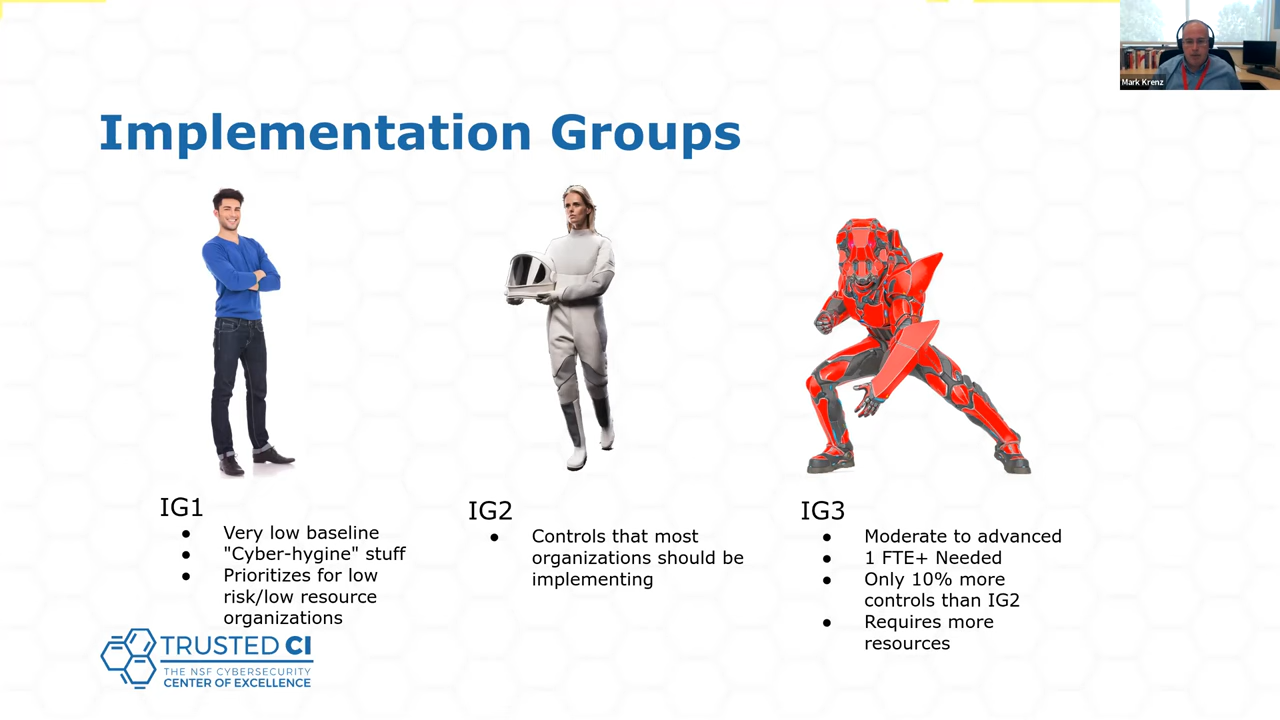 Mark Krenz
Implementation Groups
IG1
● Very low baseline
● "Cyber-hygine" stuff
● Prioritizes for low
risk/low resource
organizations
IG2
● Controls that most
organizations should be
implementing
IG3
● Moderate to advanced
● 1 FTE+ Needed
● Only 10% more
controls than IG2
● Requires more
resources
TRUSTED CI
THE NSF CYBERSECURITY
CENTER OF EXCELLENCE